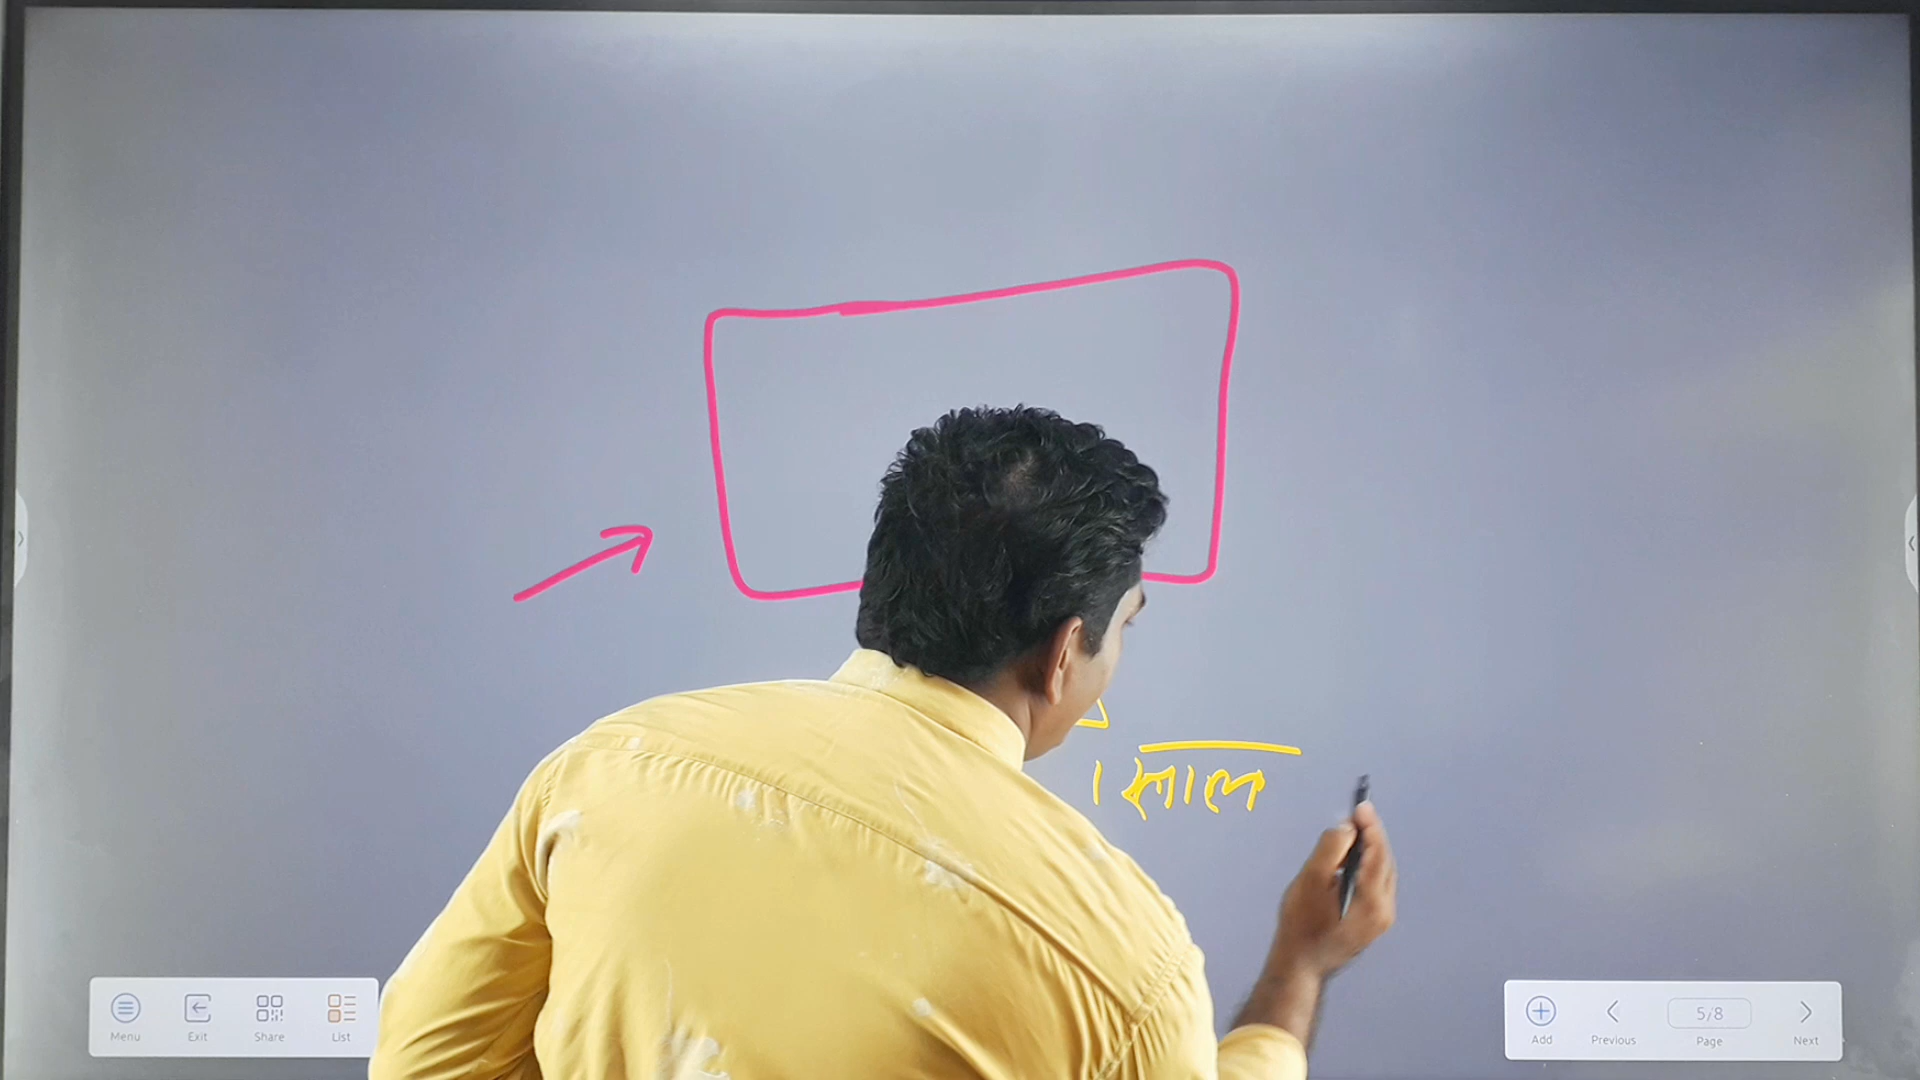 1 साल
Menu Exit Share List
Add Previous 5/8 Page Next